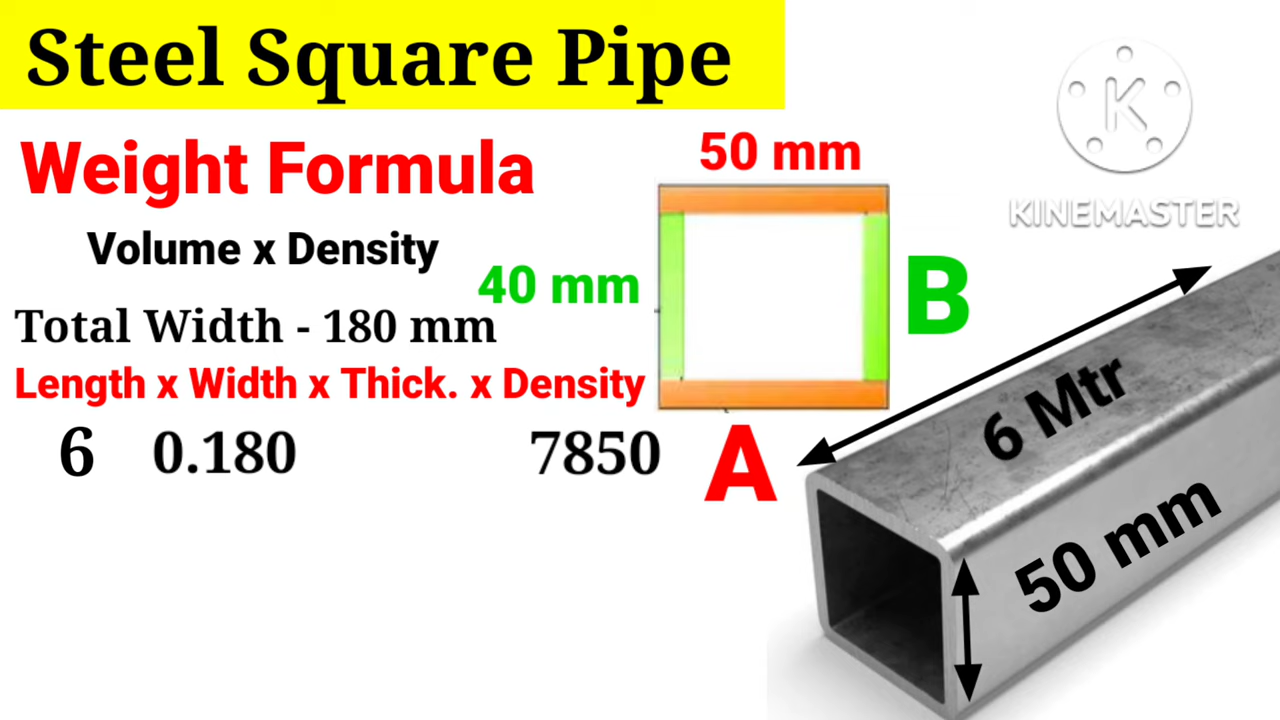 Steel Square Pipe
Weight Formula
50 mm
K
KINEMASTER
Volume x Density
40 mm
B
Total Width - 180 mm
Length x Width x Thick. x Density
6 0.180 7850
A
6 Mtr
50 mm